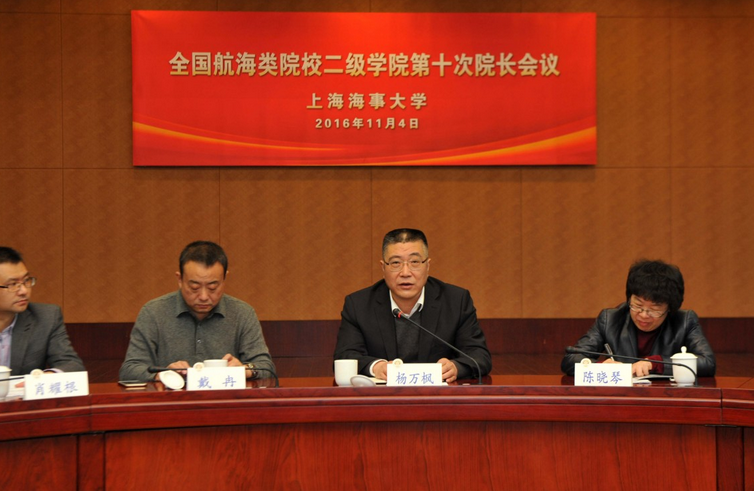 全国航海类院校二级学院第十次院长会议
上海海事大学
2016年11月4日
肖耀根
戴冉
杨万枫
陈晓琴